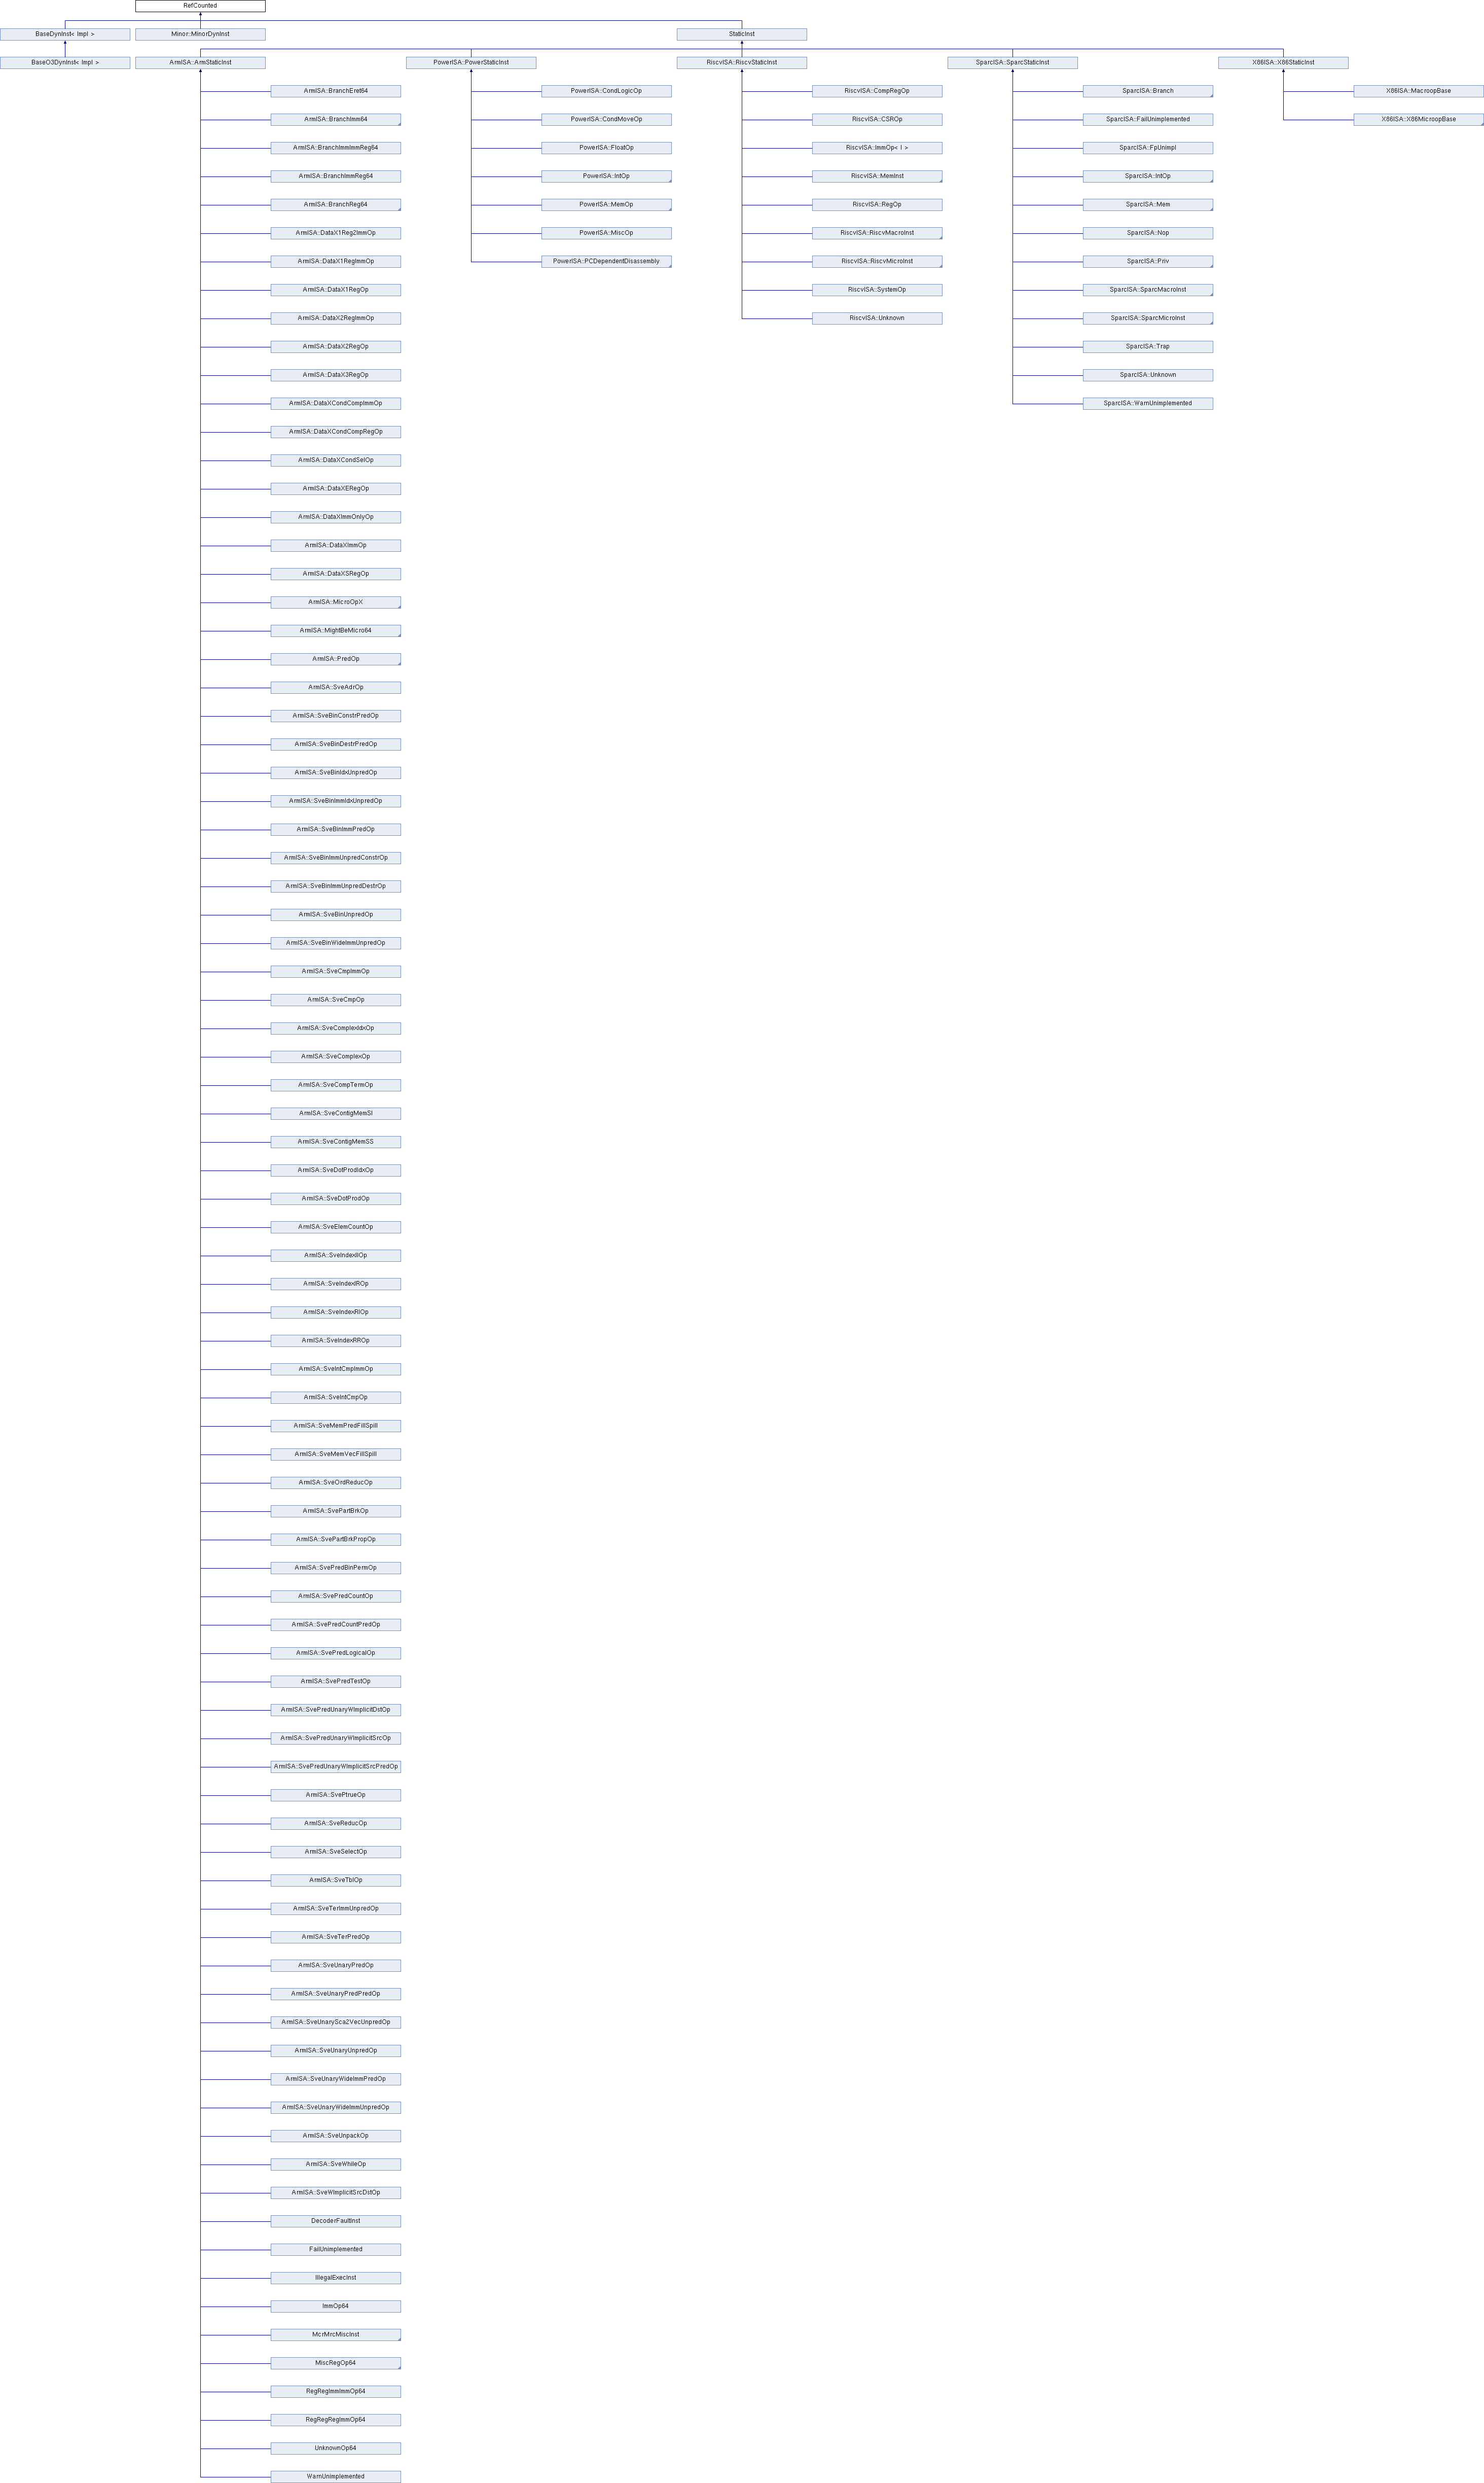 RefCounted
BaseDynInst< Impl >
Minor::MinorDynInst
StaticInst
BaseO3DynInst< Impl >
ArmISA::ArmStaticInst
PowerISA::PowerStaticInst
RiscvISA::RiscvStaticInst
SparcISA::SparcStaticInst
X86ISA::X86StaticInst
ArmISA::BranchEret64
ArmISA::BranchImm64
ArmISA::BranchImmImmReg64
ArmISA::BranchImmReg64
ArmISA::BranchReg64
ArmISA::DataX1Reg2ImmOp
ArmISA::DataX1RegImmOp
ArmISA::DataX1RegOp
ArmISA::DataX2RegImmOp
ArmISA::DataX2RegOp
ArmISA::DataX3RegOp
ArmISA::DataXCondCompImmOp
ArmISA::DataXCondCompRegOp
ArmISA::DataXCondSelOp
ArmISA::DataXERegOp
ArmISA::DataXImmOnlyOp
ArmISA::DataXImmOp
ArmISA::DataXSRegOp
ArmISA::MicroOpX
ArmISA::MightBeMicro64
ArmISA::PredOp
ArmISA::SveAdrOp
ArmISA::SveBinConstrPredOp
ArmISA::SveBinDestrPredOp
ArmISA::SveBinIdxUnpredOp
ArmISA::SveBinImmIdxUnpredOp
ArmISA::SveBinImmPredOp
ArmISA::SveBinImmUnpredConstrOp
ArmISA::SveBinImmUnpredDestrOp
ArmISA::SveBinUnpredOp
ArmISA::SveBinWideImmUnpredOp
ArmISA::SveCmpImmOp
ArmISA::SveCmpOp
ArmISA::SveComplexIdxOp
ArmISA::SveComplexOp
ArmISA::SveCompTermOp
ArmISA::SveContigMemSI
ArmISA::SveContigMemSS
ArmISA::SveDotProdIdxOp
ArmISA::SveDotProdOp
ArmISA::SveElemCountOp
ArmISA::SveIndexIIOp
ArmISA::SveIndexIROp
ArmISA::SveIndexRIOp
ArmISA::SveIndexRROp
ArmISA::SveIntCmpImmOp
ArmISA::SveIntCmpOp
ArmISA::SveMemPredFillSpill
ArmISA::SveMemVecFillSpill
ArmISA::SveOrdReducOp
ArmISA::SvePartBrkOp
ArmISA::SvePartBrkPropOp
ArmISA::SvePredBinPermOp
ArmISA::SvePredCountOp
ArmISA::SvePredCountPredOp
ArmISA::SvePredLogicalOp
ArmISA::SvePredTestOp
ArmISA::SvePredUnaryWImplicitDstOp
ArmISA::SvePredUnaryWImplicitSrcOp
ArmISA::SvePredUnaryWImplicitSrcPredOp
ArmISA::SvePtrueOp
ArmISA::SveReducOp
ArmISA::SveSelectOp
ArmISA::SveTblOp
ArmISA::SveTerImmUnpredOp
ArmISA::SveTerPredOp
ArmISA::SveUnaryPredOp
ArmISA::SveUnaryPredPredOp
ArmISA::SveUnarySca2VecUnpredOp
ArmISA::SveUnaryUnpredOp
ArmISA::SveUnaryWideImmPredOp
ArmISA::SveUnaryWideImmUnpredOp
ArmISA::SveUnpackOp
ArmISA::SveWhileOp
ArmISA::SveWImplicitSrcDstOp
DecoderFaultInst
FailUnimplemented
IllegalExecInst
ImmOp64
McrMrcMiscInst
MiscRegOp64
RegRegImmImmOp64
RegRegRegImmOp64
UnknownOp64
WarnUnimplemented
PowerISA::CondLogicOp
PowerISA::CondMoveOp
PowerISA::FloatOp
PowerISA::IntOp
PowerISA::MemOp
PowerISA::MiscOp
PowerISA::PCDependentDisassembly
RiscvISA::CompRegOp
RiscvISA::CSROp
RiscvISA::ImmOp< I >
RiscvISA::MemInst
RiscvISA::RegOp
RiscvISA::RiscvMacroInst
RiscvISA::RiscvMicroInst
RiscvISA::SystemOp
RiscvISA::Unknown
SparcISA::Branch
SparcISA::FailUnimplemented
SparcISA::FpUnimpl
SparcISA::IntOp
SparcISA::Mem
SparcISA::Nop
SparcISA::Priv
SparcISA::SparcMacroInst
SparcISA::SparcMicroInst
SparcISA::Trap
SparcISA::Unknown
SparcISA::WarnUnimplemented
X86ISA::MacroopBase
X86ISA::X86MicroopBase